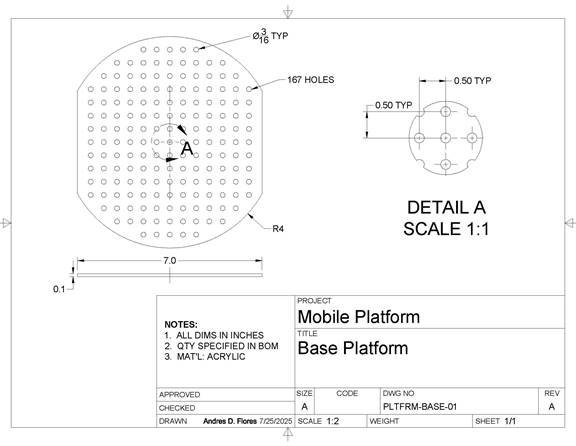 Ø 3/16 TYP
167 HOLES
A
R4
7.0
0.1
0.50 TYP
0.50 TYP
DETAIL A
SCALE 1:1
NOTES:
1. ALL DIMS IN INCHES
2. QTY SPECIFIED IN BOM
3. MAT'L: ACRYLIC
PROJECT
Mobile Platform
TITLE
Base Platform
APPROVED
CHECKED
DRAWN Andres D. Flores 7/25/2025
SIZE CODE DWG NO REV
A PLTFRM-BASE-01 A
SCALE 1:2 WEIGHT SHEET 1/1